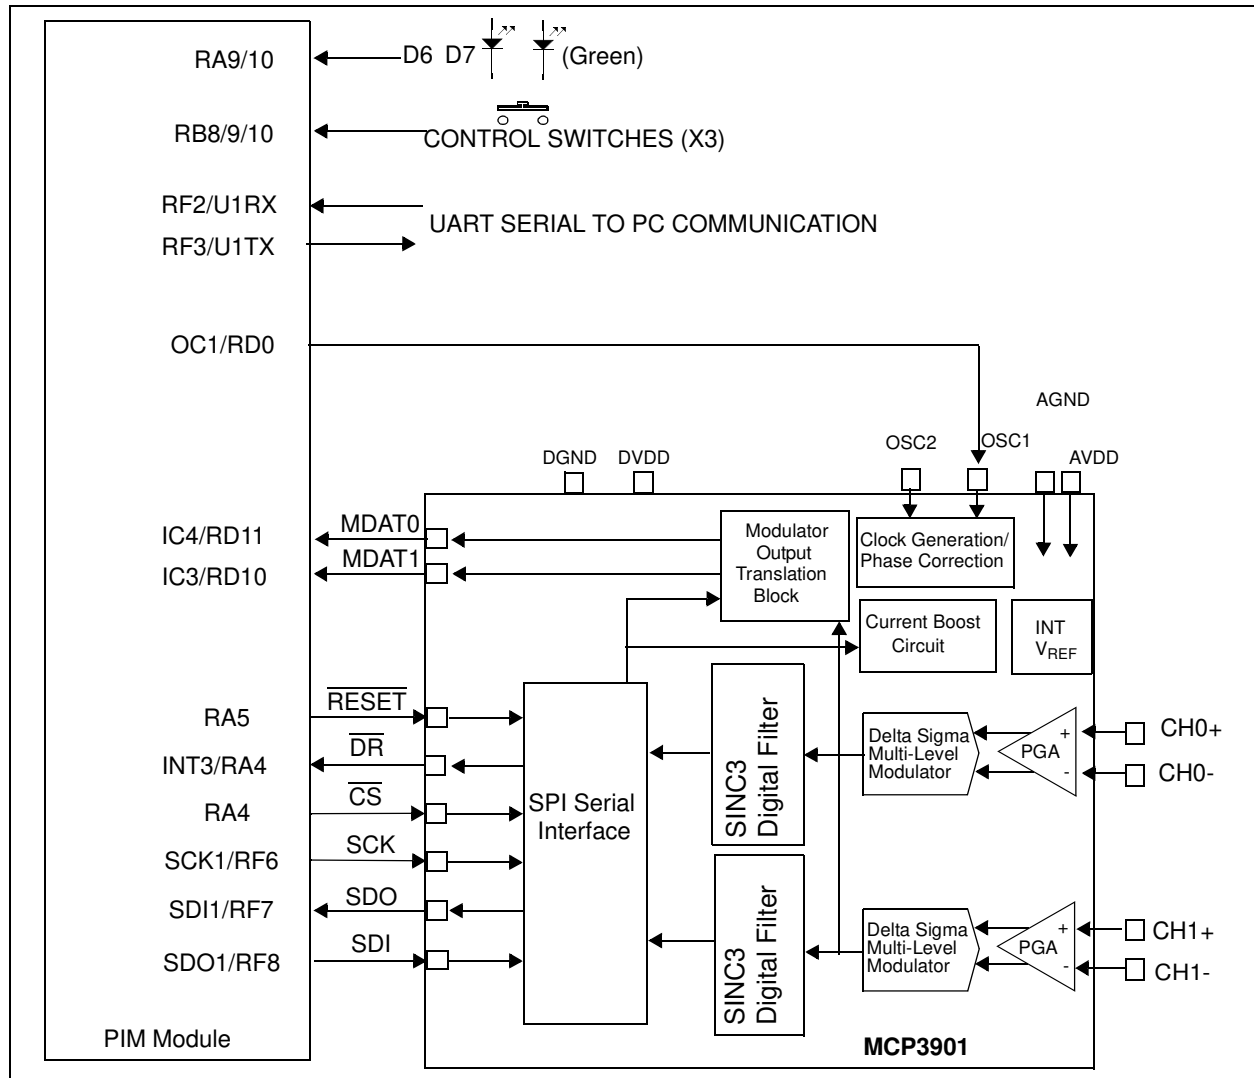 RA9/10
D6 D7
(Green)
RB8/9/10
CONTROL SWITCHES (X3)
RF2/U1RX
UART SERIAL TO PC COMMUNICATION
RF3/U1TX
OC1/RD0
AGND
OSC2
OSC1
DGND
DVDD
AVDD
IC4/RD11
MDAT0
IC3/RD10
MDAT1
Modulator
Output
Translation
Block
Clock Generation/
Phase Correction
Current Boost
Circuit
INT
VREF
RA5
RESET
INT3/RA4
DR
RA4
CS
SCK1/RF6
SCK
SDI1/RF7
SDO
SDO1/RF8
SDI
SPI Serial
Interface
SINC3
Digital Filter
Delta Sigma
Multi-Level
Modulator
+
PGA
-
CH0+
CH0-
SINC3
Digital Filter
Delta Sigma
Multi-Level
Modulator
+
PGA
-
CH1+
CH1-
PIM Module
MCP3901